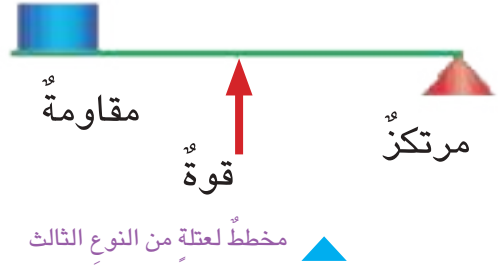 مقاومةٌ
مرتكزٌ
قوةٌ
مخططٌ لعتلةٍ من النوعِ الثالث